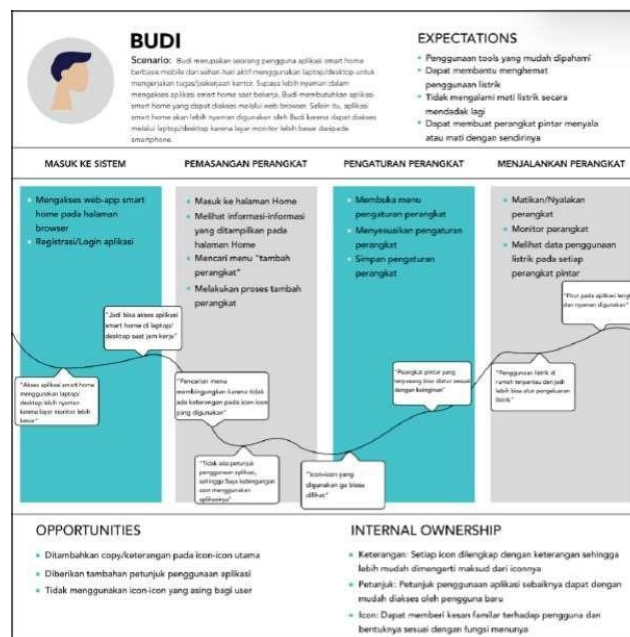 BUDI
Scenario: Budi merupakan seorang pengguna aplikasi smart home
berbasis mobile dan sehari-hari aktif menggunakan laptop/desktop untuk
mengerjakan tugas/pekerjaan kantor. Supaya lebih nyaman dalam
mengakses aplikasi smart home saat bekerja, Budi membutuhkan aplikasi
smart home yang dapat diakses melalui web browser. Selain itu, aplikasi
smart home akan lebih nyaman digunakan oleh Budi karena dapat diakses
melalui laptop/desktop karena layar monitor lebih besar daripada
smartphone.
EXPECTATIONS
Penggunaan tools yang mudah dipahami
Dapat membentu menghemat
penggunaan listrik
Tidak mengalami mati listrik secara
mendadak lagi
Dapat membuat perangkat pintar menyala
atau mati dengan sendirinya
MASUK KE SISTEM
PEMASANGAN PERANGKAT
PENGATURAN PERANGKAT
MENJALANKAN PERANGKAT
Mengakses web-app smart
home pada halaman
browser
Registrasi/Login aplikasi
Masuk ke halaman Home
Melihat informasi-informasi
yang ditampilkan pada
halaman Home
Mencari menu "tambah
perangkat"
Melakukan proses tambah
perangkat
Membuka menu
pengaturan perangkat
Menyesuaikan pengaturan
perangkat
Simpan pengaturan
perangkat
Matikan/Nyalakan
perangkat
Monitor perangkat
Melihat data penggunaan
listrik pada setiap
perangkat pintar
"Akses aplikasi smart home
menggunakan laptop/
desktop lebih nyaman
karena layar monitor lebih
besar"
"Jadi bisa akses aplikasi
smart home di laptop/
desktop saat jam kerja"
"Pencarian menu
membingungkan karena tidak
ada keterangan pada icon-icon
yang digunakan"
"Tidak ada petunjuk
penggunaan aplikasi,
sehingga Saya kebingungan
saat menggunakan
aplikasinya"
"Icon-icon yang
digunakan ga biasa
dilihat"
"Perangkat pintar yang
terpasang bisa diatur sesuai
dengan keinginan"
"Penggunaan listrik di
rumah terpantau dan jadi
lebih bisa atur pengeluaran
"Fitur pada aplikasi
dan nyaman digunakan"
OPPORTUNITIES
Ditambahkan copy/keterangan pada icon-icon utama
Diberikan tambahan petunjuk penggunaan aplikasi
Tidak menggunakan icon-icon yang asing bagi user
INTERNAL OWNERSHIP
Keterangan: Setiap icon dilengkap dengan keterangan sehingga
lebih mudah dimengerti maksud dari iconnya
Petunjuk: Petunjuk penggunaan aplikasi sebaiknya dapat dengan
mudah diakses oleh pengguna baru
Icon: Dapat memberi kesan familar terhadap pengguna dan
bentuknya sesuai dengan fungsi menunya